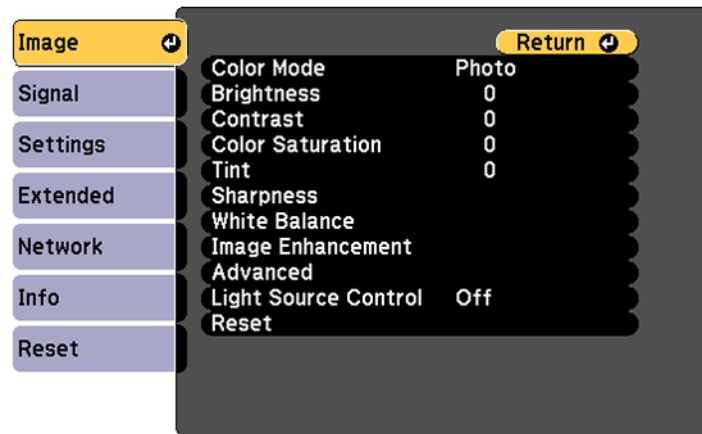 Image
Signal
Settings
Extended
Network
Info
Reset
Return
Color Mode Photo
Brightness 0
Contrast 0
Color Saturation 0
Tint 0
Sharpness
White Balance
Image Enhancement
Advanced
Light Source Control Off
Reset